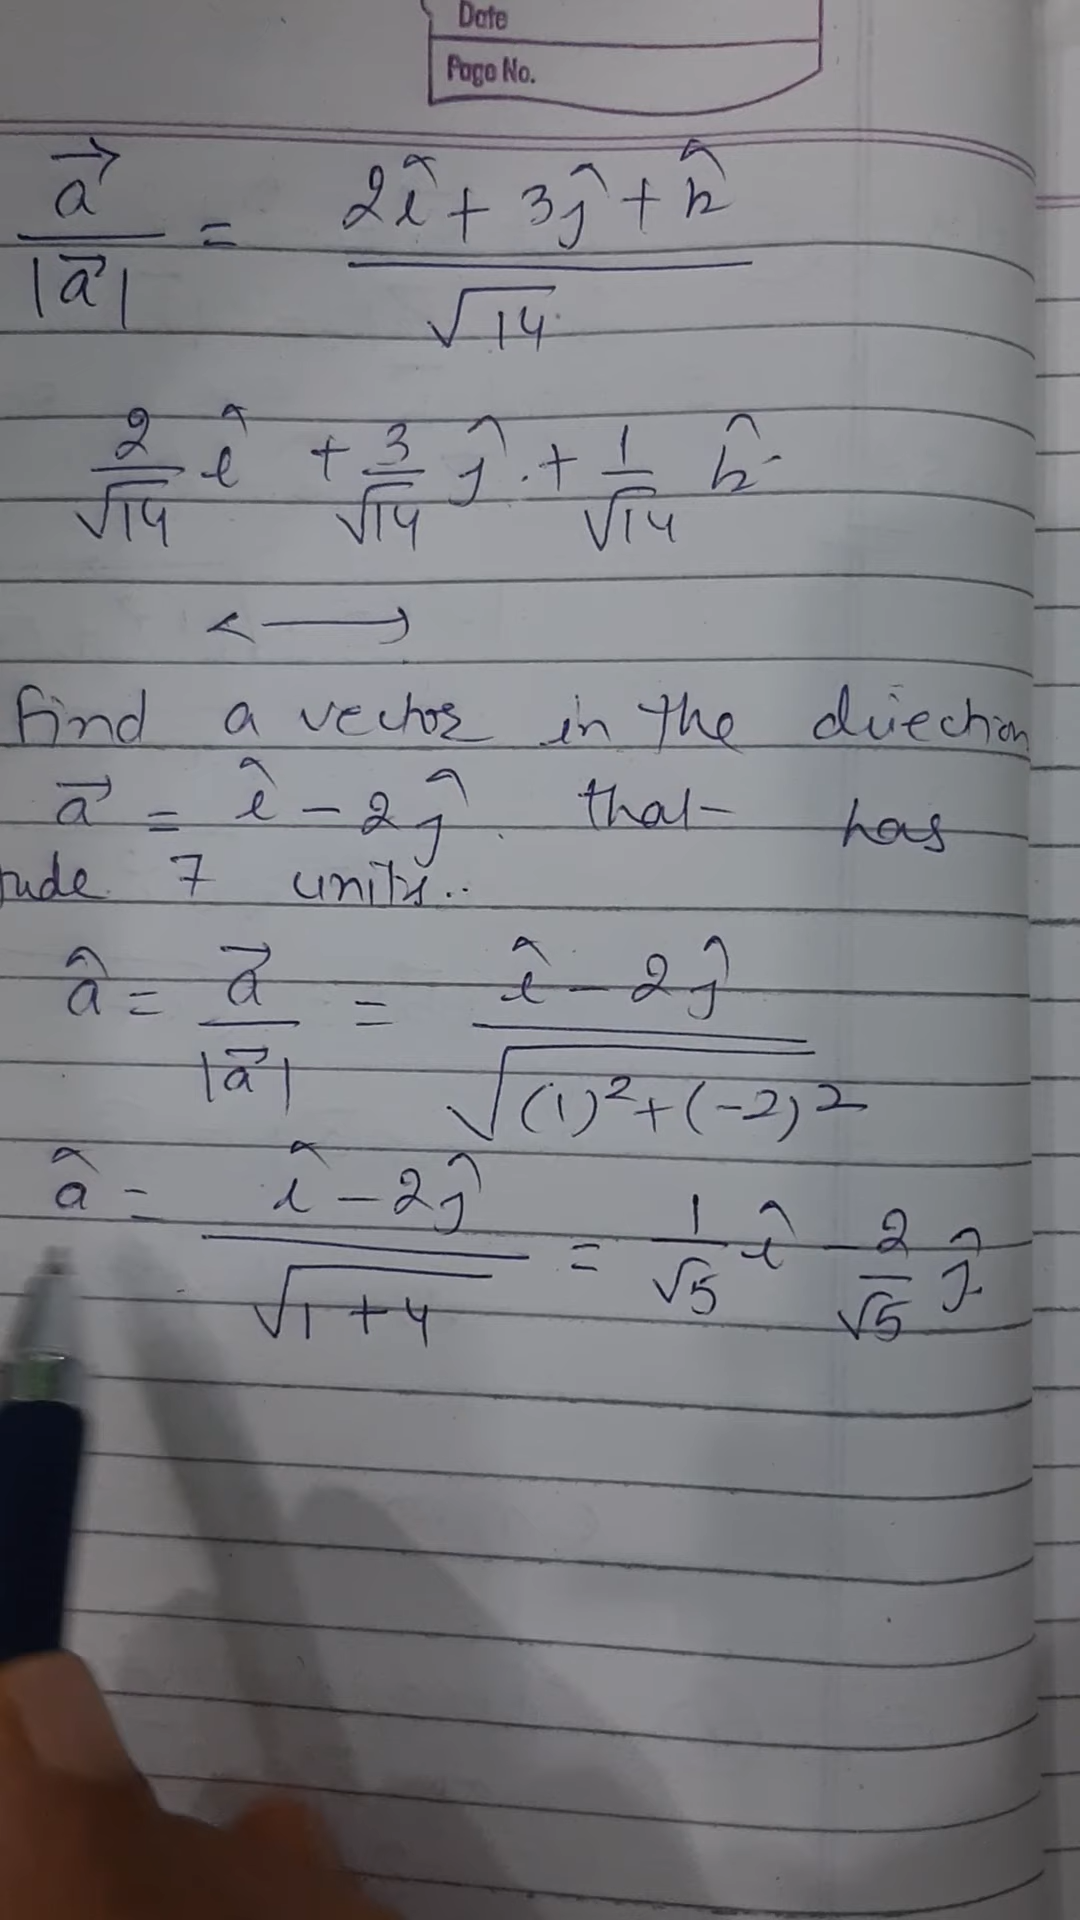 Date
Page No.
a⃗/|a⃗| = (2î + 3ĵ + k̂)/√14
2/√14 î + 3/√14 ĵ + 1/√14 k̂
Find a vector in the direction
a⃗ = î - 2ĵ that has
tude 7 units..
â = a⃗/|a⃗| = (î - 2ĵ)/√((1)²+(-2)²)
â = (î - 2ĵ)/√(1+4) = 1/√5 î - 2/√5 ĵ